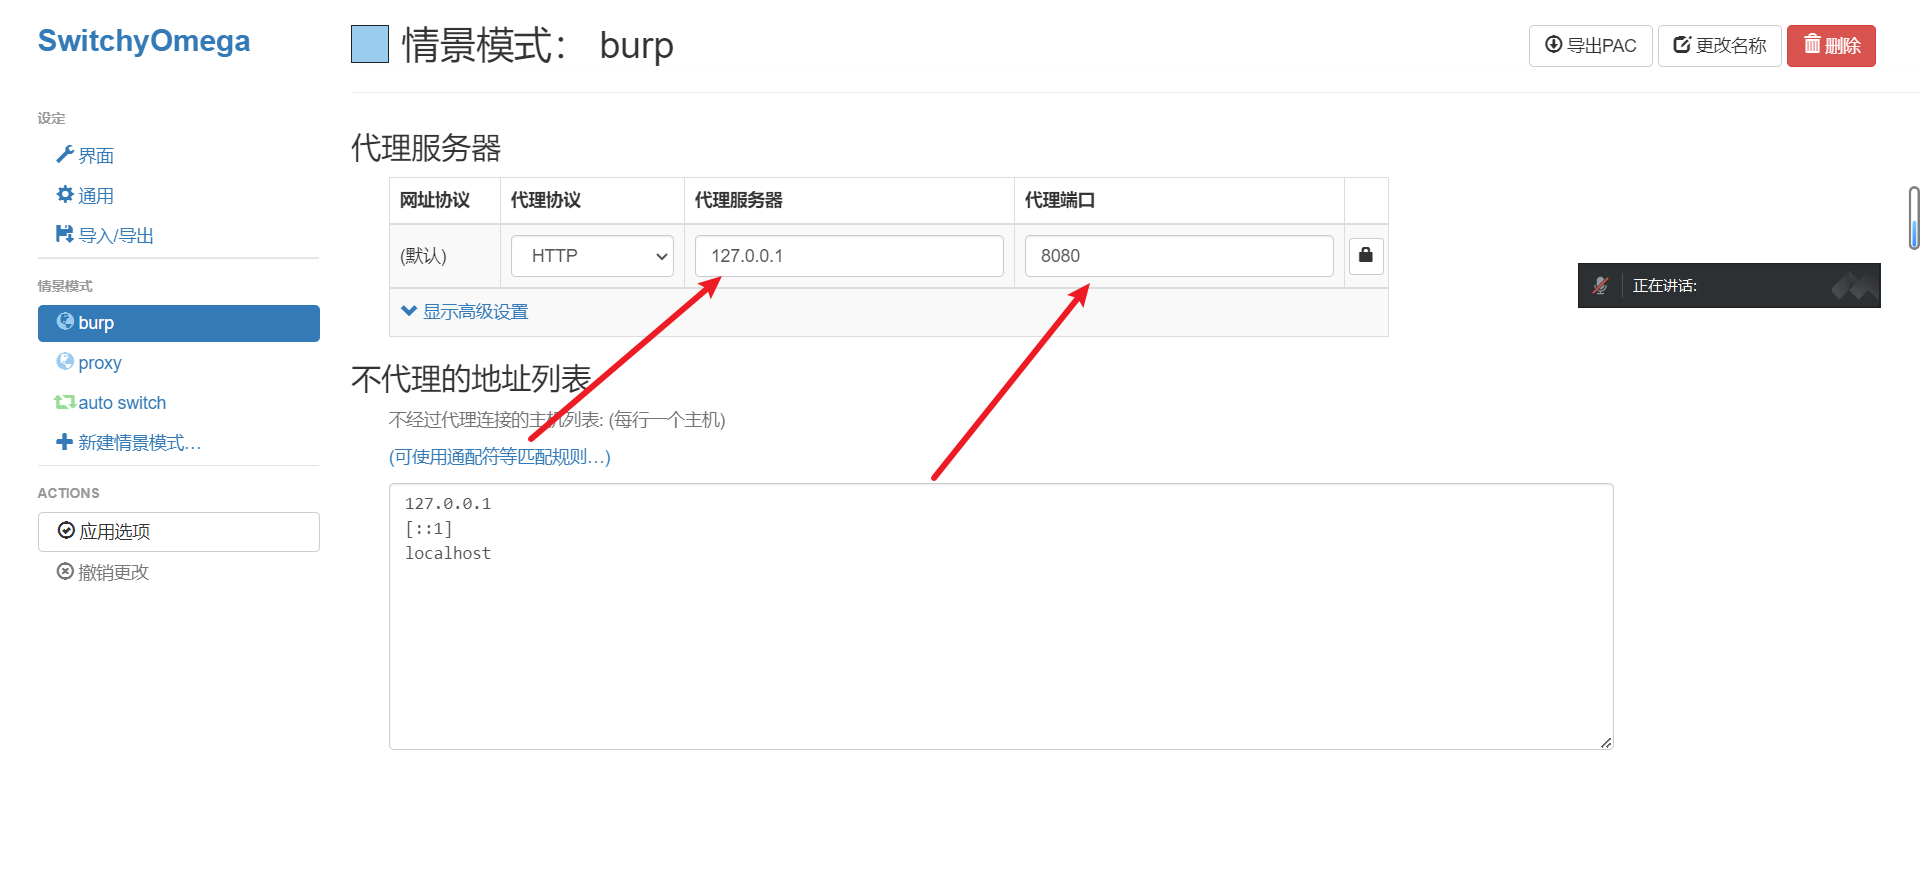 SwitchyOmega
设定
界面
通用
导入/导出
情景模式
burp
proxy
auto switch
新建情景模式…
ACTIONS
应用选项
撤销更改
情景模式： burp
导出PAC
更改名称
删除
代理服务器
网址协议 代理协议 代理服务器 代理端口
(默认) HTTP 127.0.0.1 8080
显示高级设置
不代理的地址列表
不经过代理连接的主机列表: (每行一个主机)
(可使用通配符等匹配规则…)
127.0.0.1
[::1]
localhost
正在讲话: